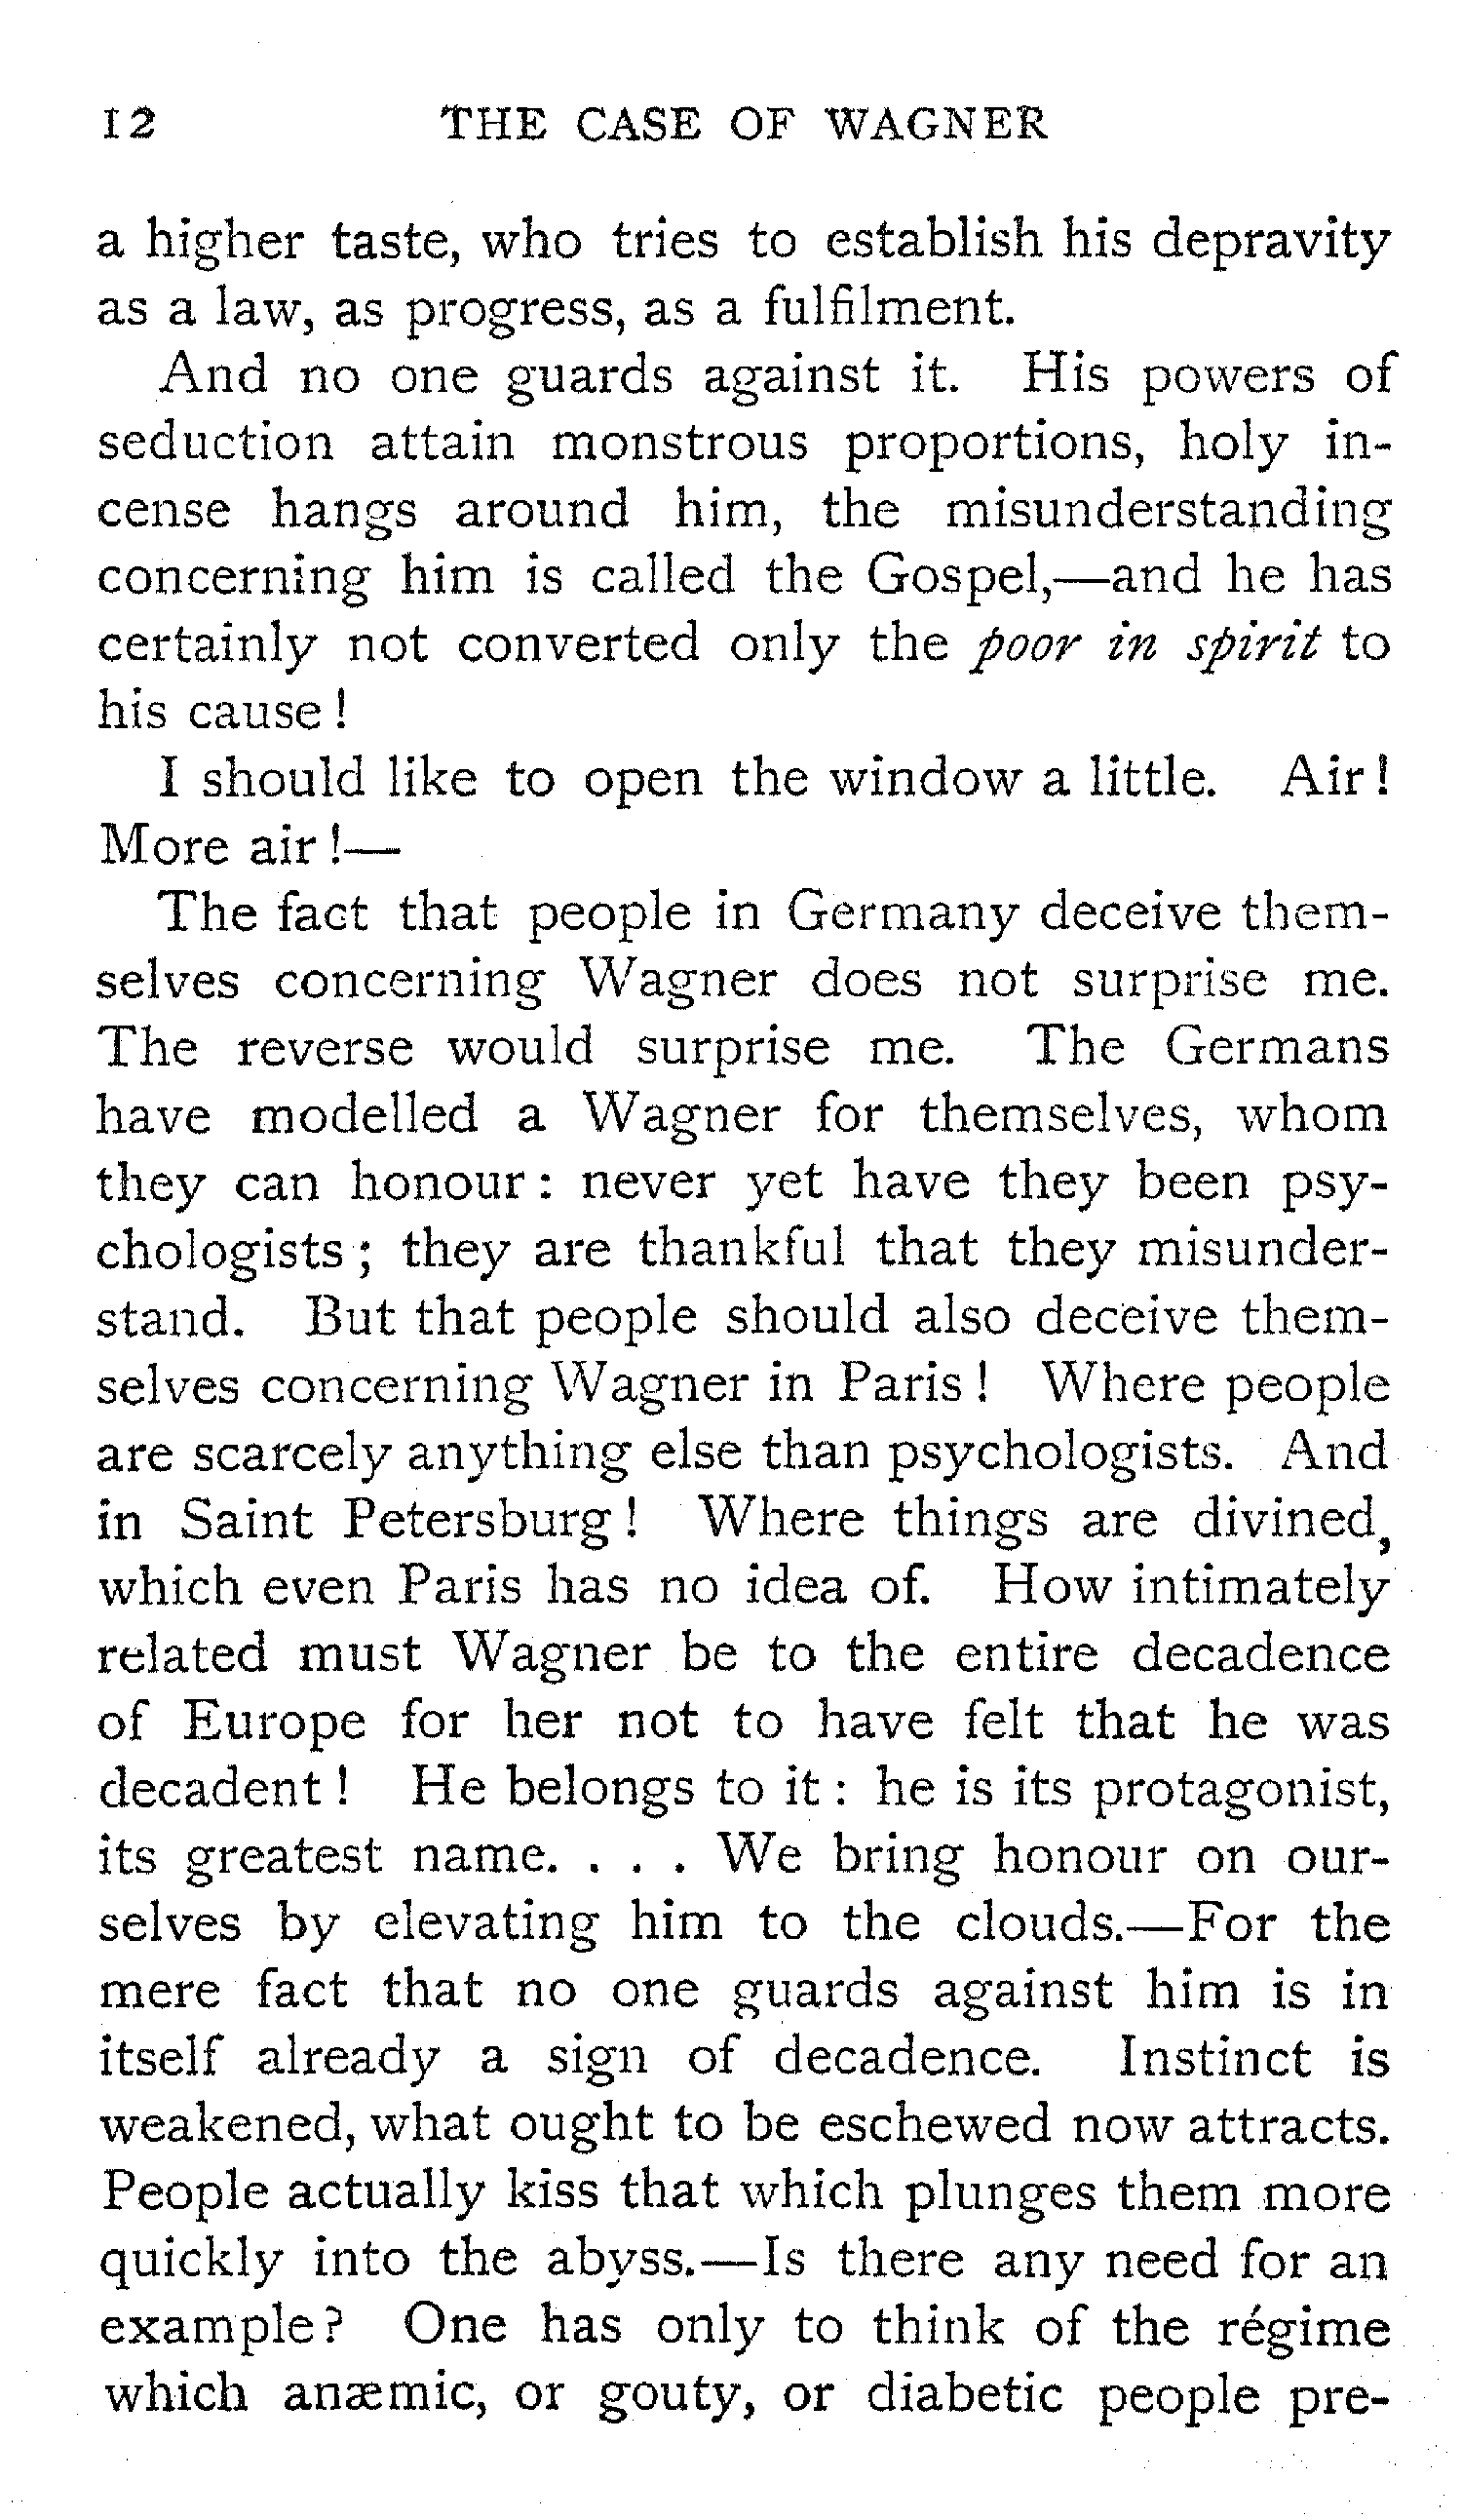 12 THE CASE OF WAGNER
a higher taste, who tries to establish his depravity
as a law, as progress, as a fulfilment.
And no one guards against it. His powers of
seduction attain monstrous proportions, holy in-
cense hangs around him, the misunderstanding
concerning him is called the Gospel,—and he has
certainly not converted only the poor in spirit to
his cause !
I should like to open the window a little. Air !
More air !—
The fact that people in Germany deceive them-
selves concerning Wagner does not surprise me.
The reverse would surprise me. The Germans
have modelled a Wagner for themselves, whom
they can honour : never yet have they been psy-
chologists ; they are thankful that they misunder-
stand. But that people should also deceive them-
selves concerning Wagner in Paris ! Where people
are scarcely anything else than psychologists. And
in Saint Petersburg ! Where things are divined,
which even Paris has no idea of. How intimately
related must Wagner be to the entire decadence
of Europe for her not to have felt that he was
decadent ! He belongs to it : he is its protagonist,
its greatest name. . . . We bring honour on our-
selves by elevating him to the clouds.—For the
mere fact that no one guards against him is in
itself already a sign of decadence. Instinct is
weakened, what ought to be eschewed now attracts.
People actually kiss that which plunges them more
quickly into the abyss.—Is there any need for an
example? One has only to think of the régime
which anæmic, or gouty, or diabetic people pre-